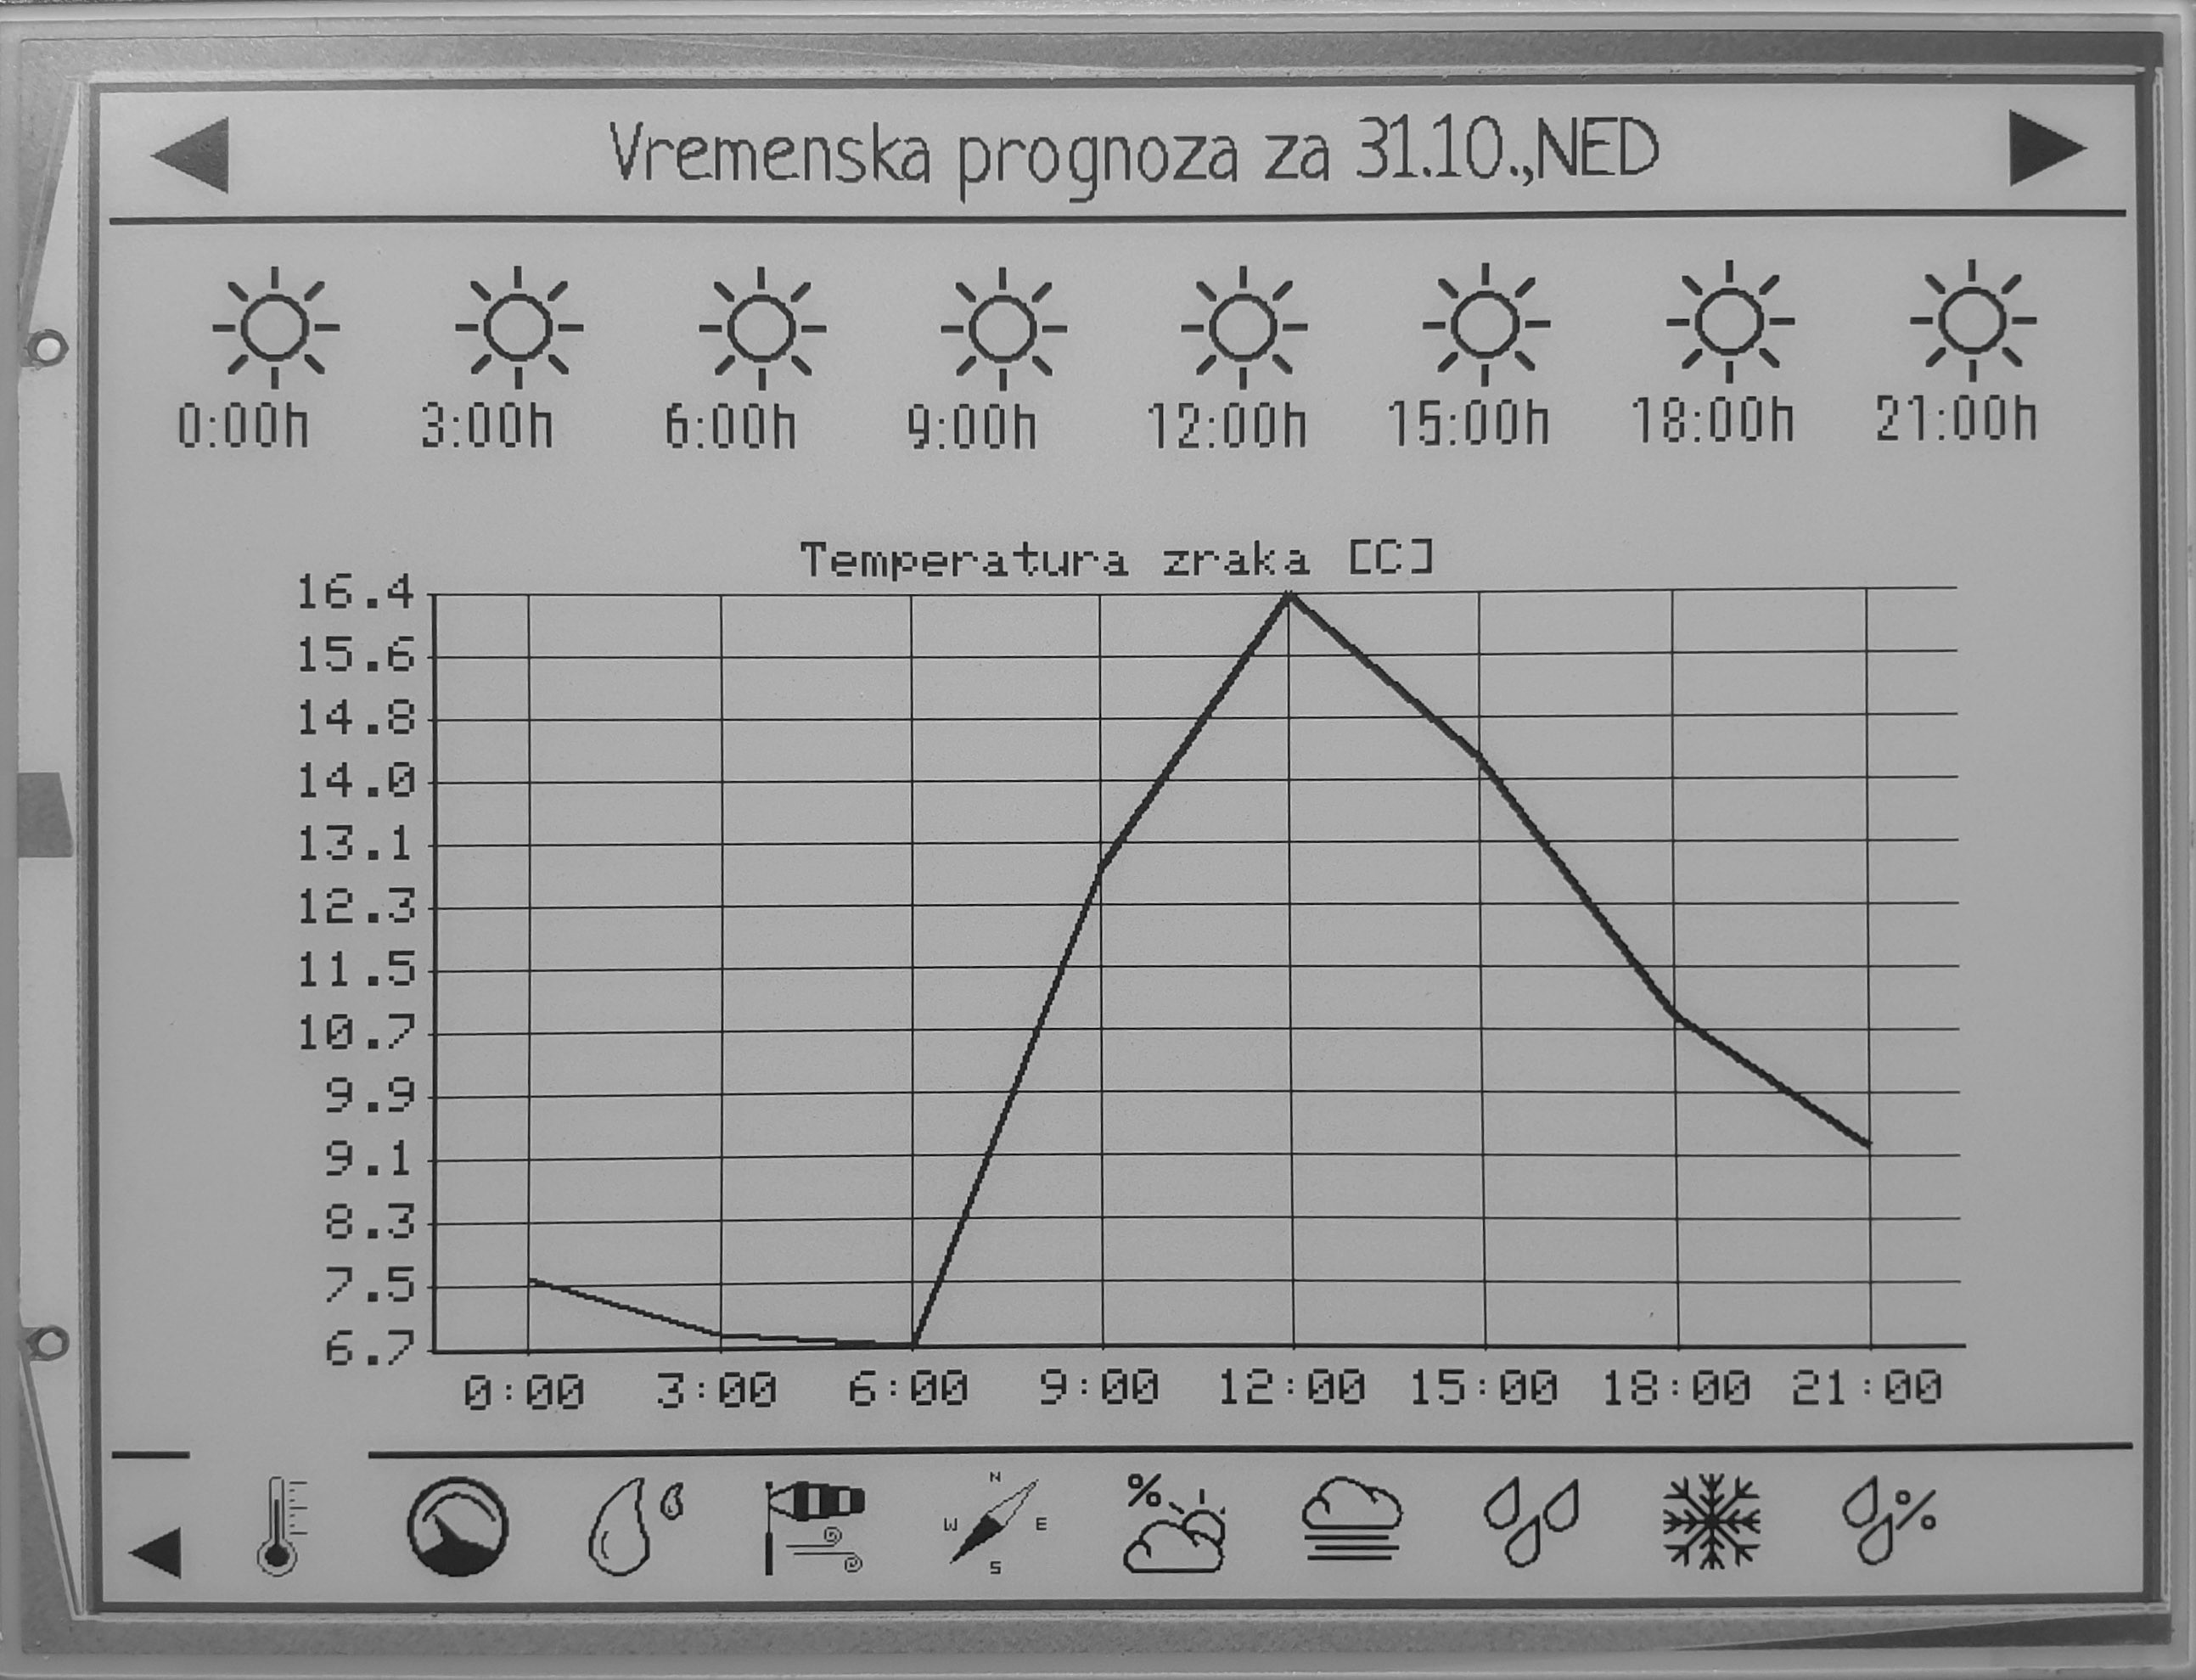 Vremenska prognoza za 31.10.,NED
0:00h 3:00h 6:00h 9:00h 12:00h 15:00h 18:00h 21:00h
Temperatura zraka [C]
16.4
15.6
14.8
14.0
13.1
12.3
11.5
10.7
9.9
9.1
8.3
7.5
6.7
0:00 3:00 6:00 9:00 12:00 15:00 18:00 21:00
N
W E
S
%
%